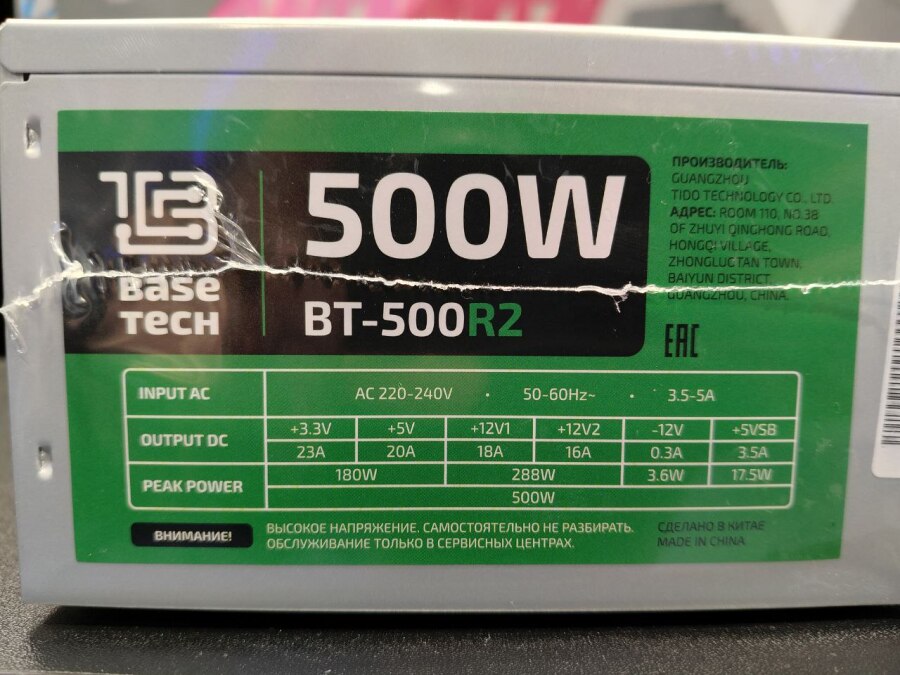 BASE
TECH
500W
BT-500R2
ПРОИЗВОДИТЕЛЬ:
GUANGZHOU
TIDO TECHNOLOGY CO., LTD.
АДРЕС: ROOM 110, NO.38
OF ZHUYI QINGHONG ROAD,
HONGQI VILLAGE,
ZHONGLUOTAN TOWN,
BAIYUN DISTRICT,
GUANGZHOU, CHINA.
EAC
INPUT AC AC 220-240V · 50-60Hz~ · 3.5-5A
OUTPUT DC +3.3V +5V +12V1 +12V2 -12V +5VSB
23A 20A 18A 16A 0.3A 3.5A
PEAK POWER 180W 288W 3.6W 17.5W
500W
ВНИМАНИЕ!
ВЫСОКОЕ НАПРЯЖЕНИЕ. САМОСТОЯТЕЛЬНО НЕ РАЗБИРАТЬ.
ОБСЛУЖИВАНИЕ ТОЛЬКО В СЕРВИСНЫХ ЦЕНТРАХ.
СДЕЛАНО В КИТАЕ
MADE IN CHINA